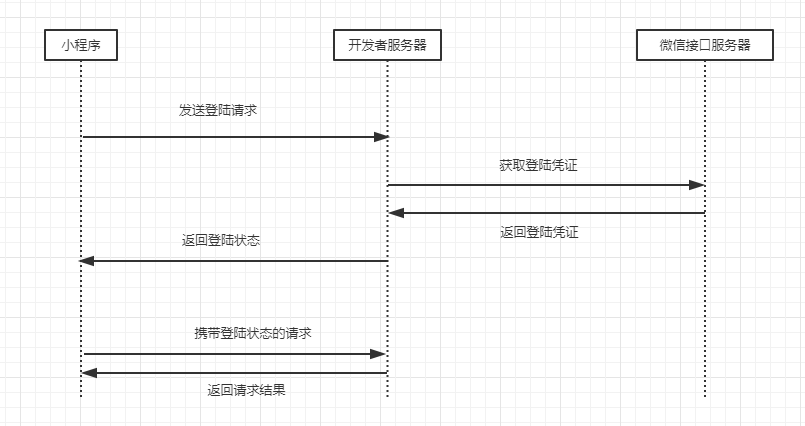 小程序
开发者服务器
微信接口服务器
发送登陆请求
获取登陆凭证
返回登陆凭证
返回登陆状态
携带登陆状态的请求
返回请求结果